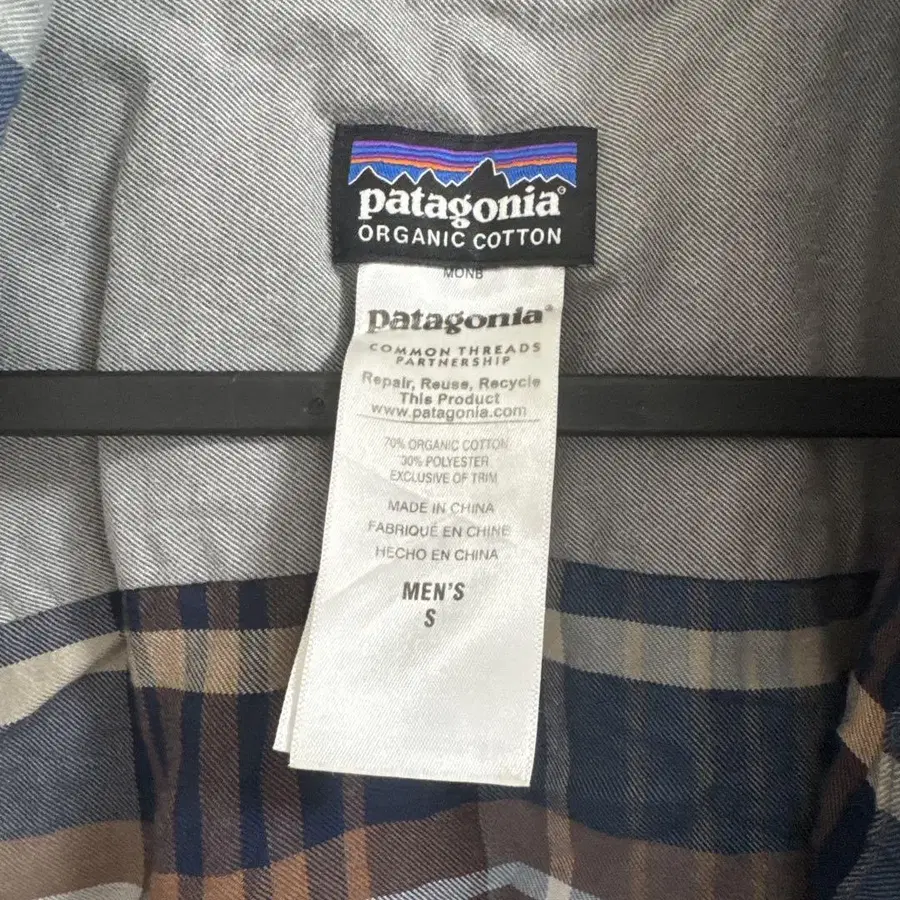 patagonia®
ORGANIC COTTON
MONB
patagonia®
COMMON THREADS
PARTNERSHIP
Repair, Reuse, Recycle
This Product
www.patagonia.com
70% ORGANIC COTTON
30% POLYESTER
EXCLUSIVE OF TRIM
MADE IN CHINA
FABRIQUÉ EN CHINE
HECHO EN CHINA
MEN'S
S